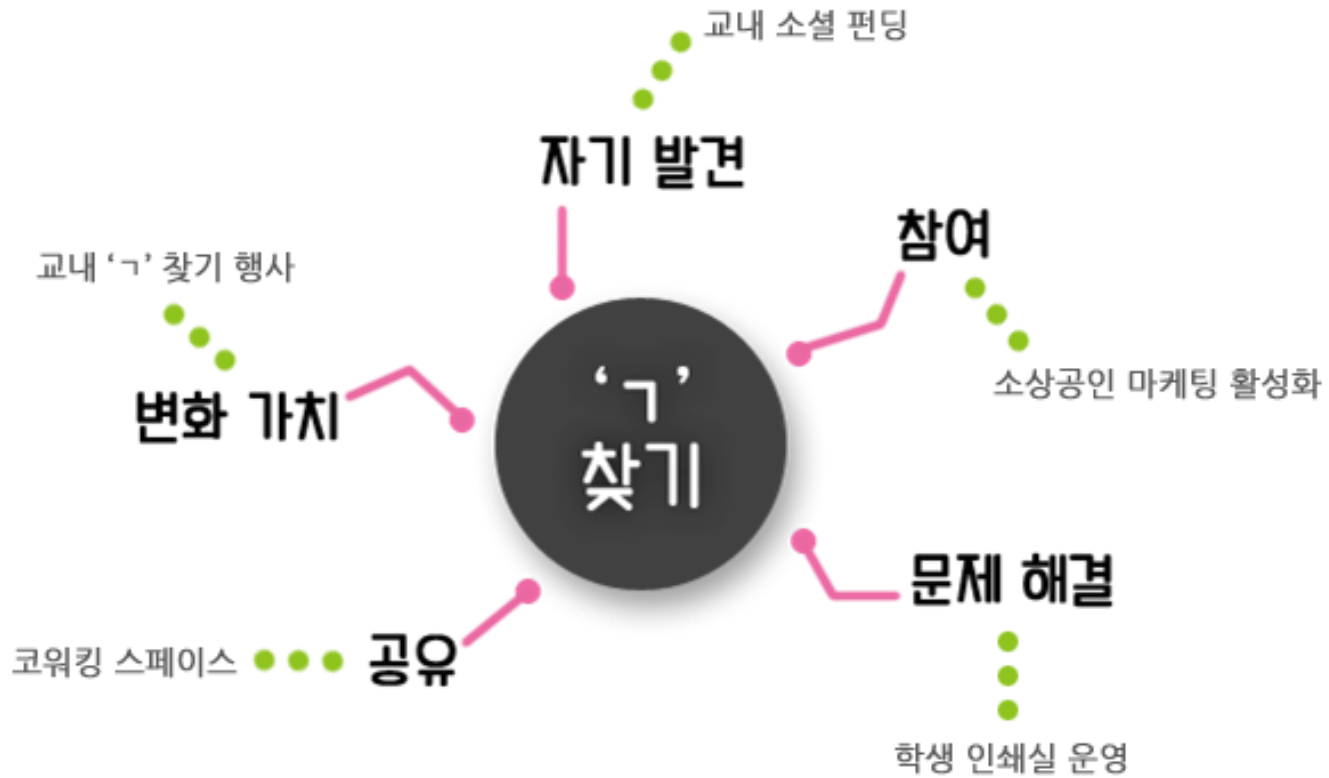 교내 소셜 펀딩
자기 발견
참여
교내 ‘ㄱ’ 찾기 행사
소상공인 마케팅 활성화
‘ㄱ’
찾기
변화 가치
문제 해결
공유
코워킹 스페이스
학생 인쇄실 운영